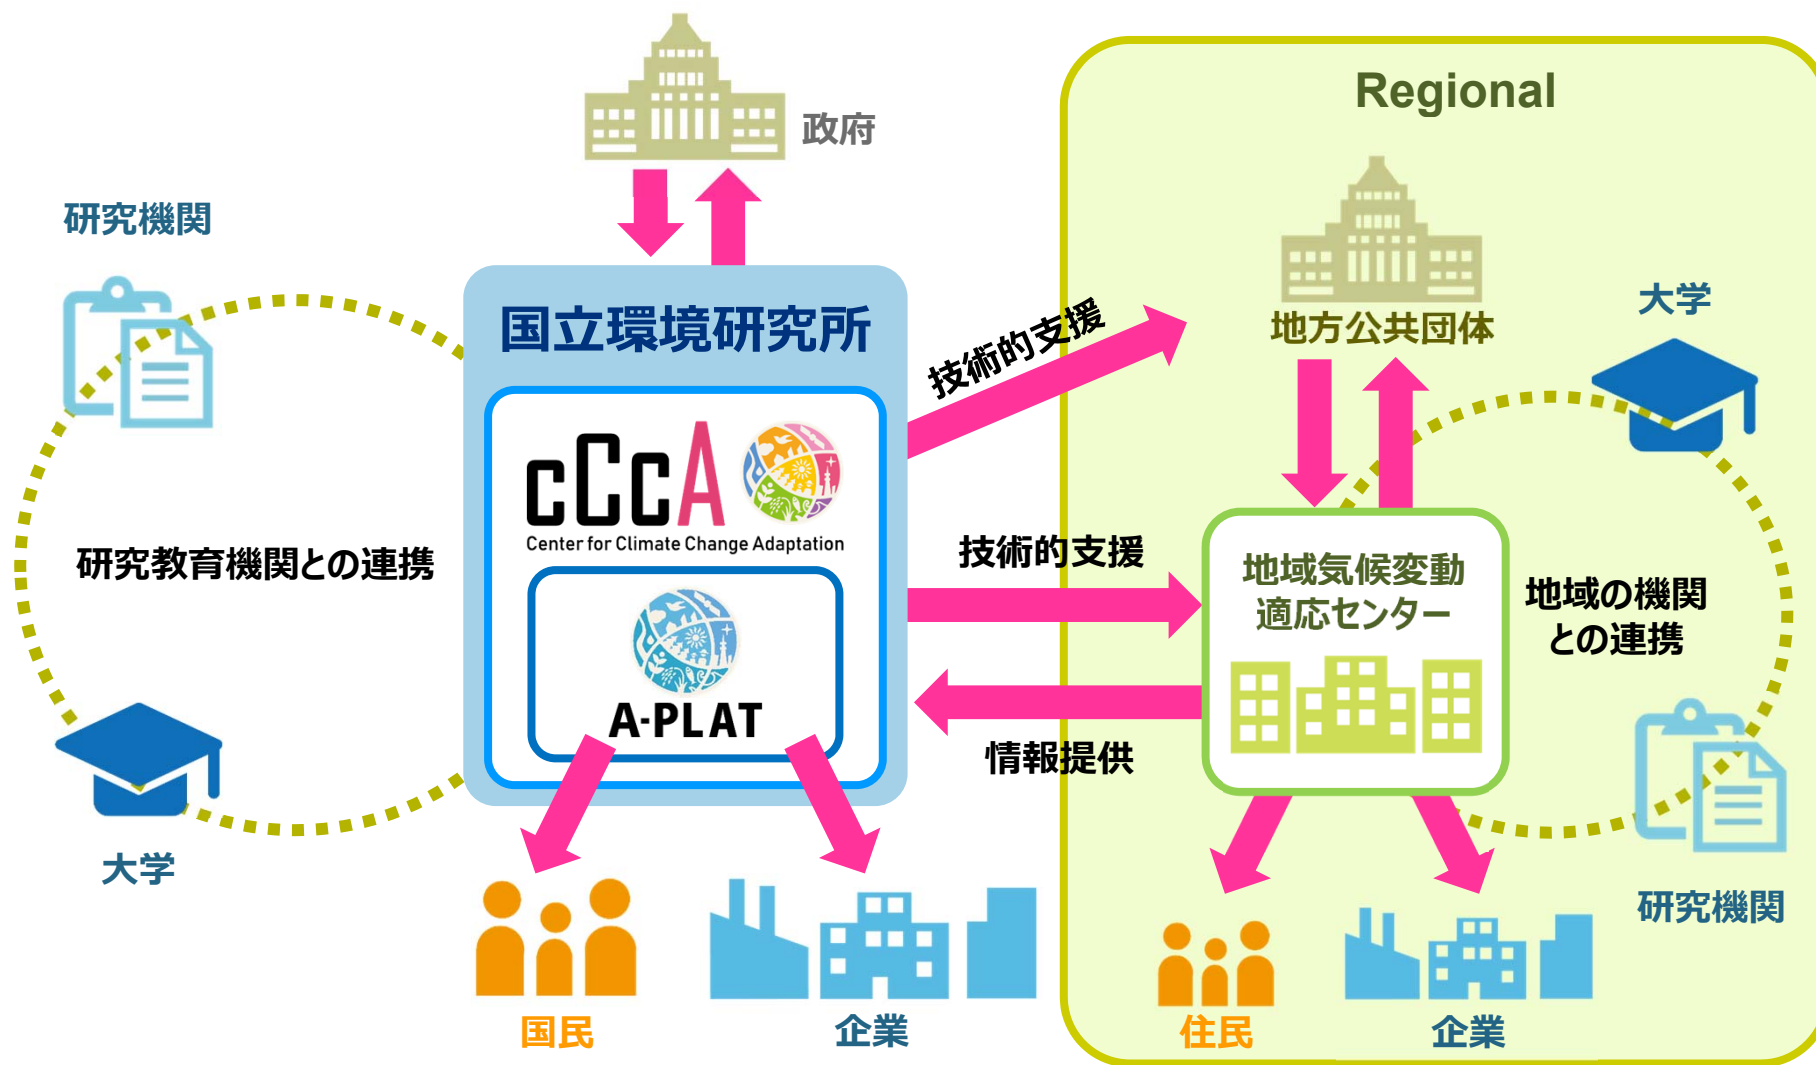 政府
Regional
研究機関
国立環境研究所
技術的支援
地方公共団体
大学
cCcA
Center for Climate Change Adaptation
研究教育機関との連携
技術的支援
地域気候変動
適応センター
地域の機関
との連携
A-PLAT
情報提供
大学
研究機関
国民
企業
住民
企業